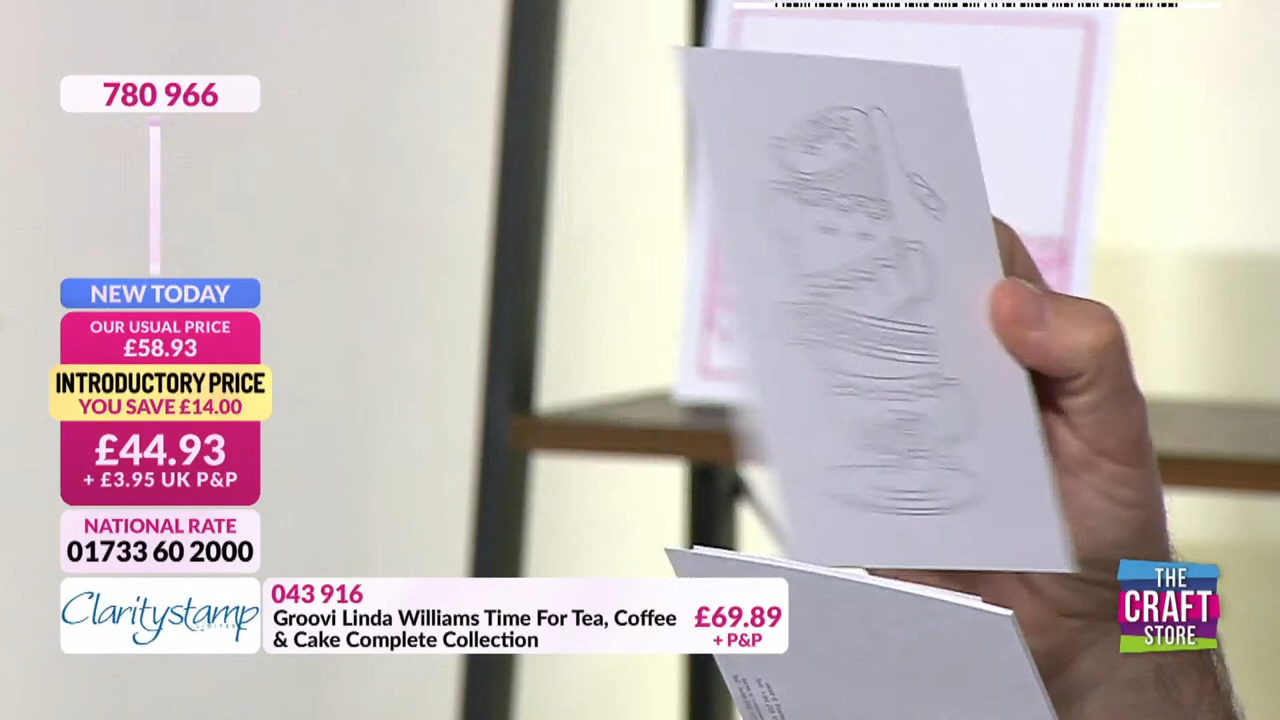 780 966
NEW TODAY
OUR USUAL PRICE
£58.93
INTRODUCTORY PRICE
YOU SAVE £14.00
£44.93
+ £3.95 UK P&P
NATIONAL RATE
01733 60 2000
Claritystamp
LIMITED
043 916
Groovi Linda Williams Time For Tea, Coffee
& Cake Complete Collection
£69.89
+ P&P
THE
CRAFT
STORE